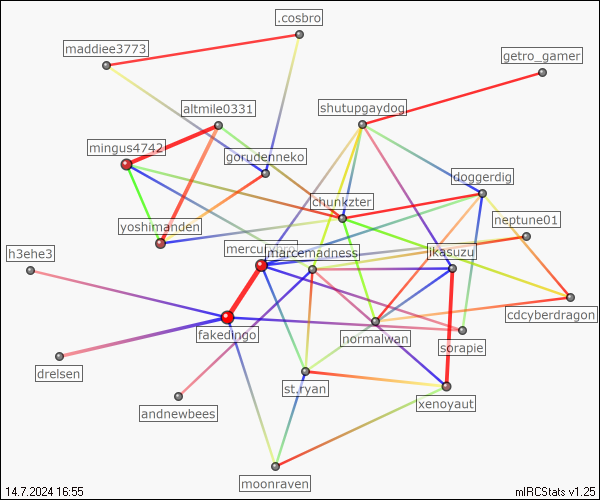 .cosbro
maddiee3773
getro_gamer
altmile0331
shutupgaydog
mingus4742
gorudenneko
doggerdig
chunkzter
yoshimanden
neptune01
h3ehe3
marcemadness
ikasuzu
cdcyberdragon
fakedingo
normalwan
sorapie
drelsen
st.ryan
xenoyaut
andnewbees
moonraven
14.7.2024 16:55
mIRCStats v1.25